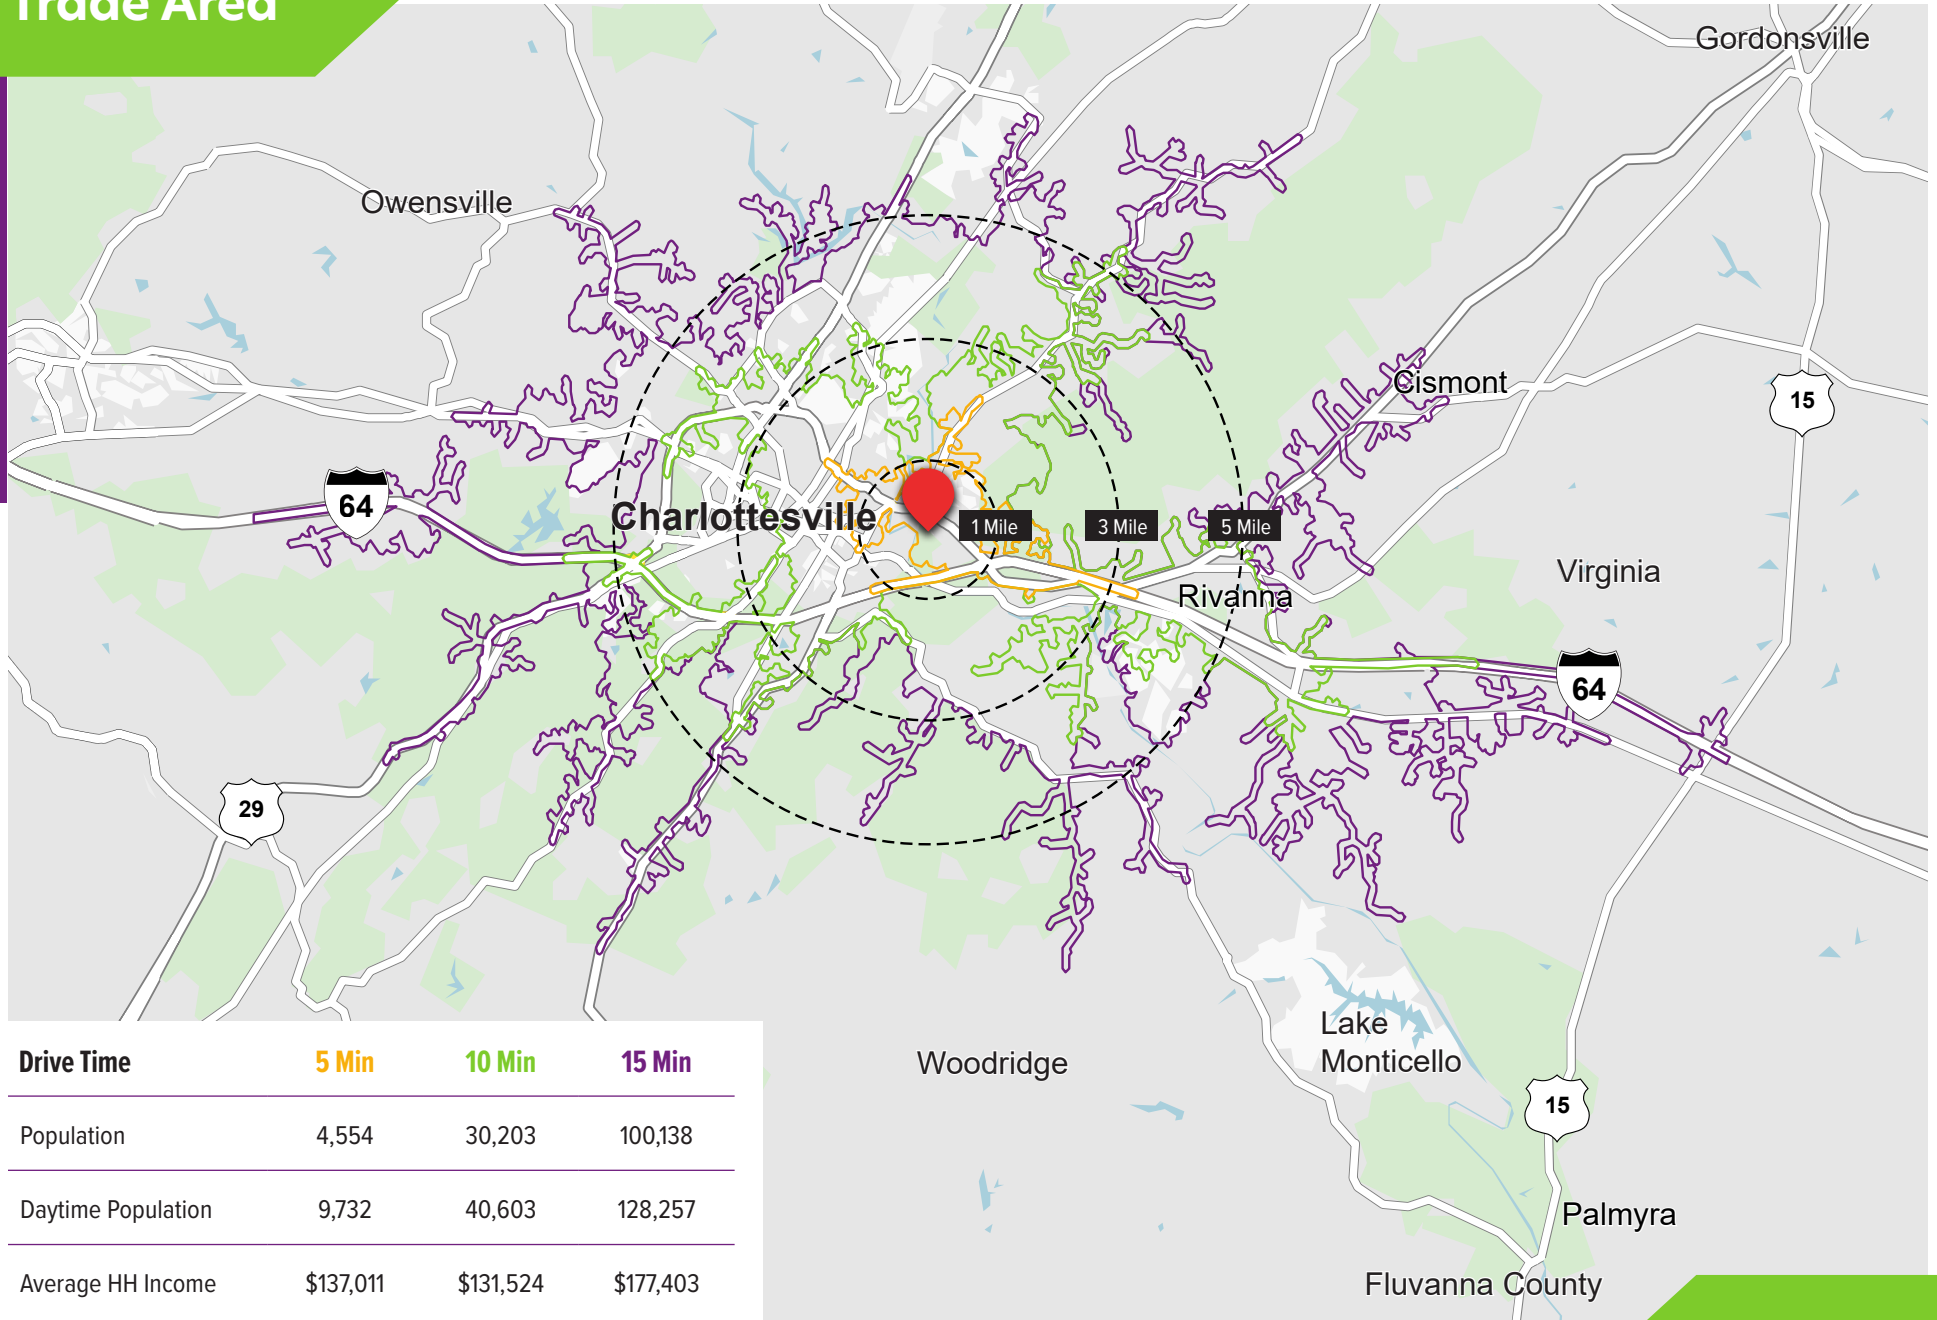 Trade Area
Gordonsville
Owensville
Cismont
15
64
Charlottesville
1 Mile
3 Mile
5 Mile
Virginia
Rivanna
64
29
Lake
Monticello
Woodridge
15
Palmyra
Fluvanna County
Drive Time 5 Min 10 Min 15 Min
Population 4,554 30,203 100,138
Daytime Population 9,732 40,603 128,257
Average HH Income $137,011 $131,524 $177,403